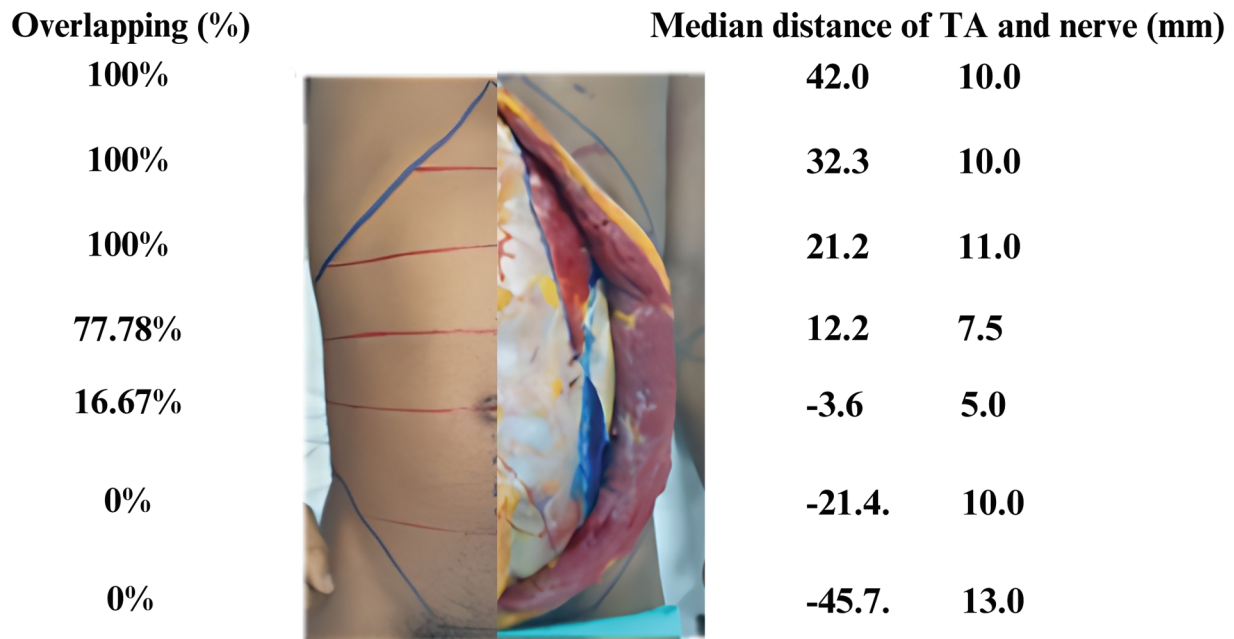 Overlapping (%) Median distance of TA and nerve (mm)
100% 42.0 10.0
100% 32.3 10.0
100% 21.2 11.0
77.78% 12.2 7.5
16.67% -3.6 5.0
0% -21.4. 10.0
0% -45.7. 13.0